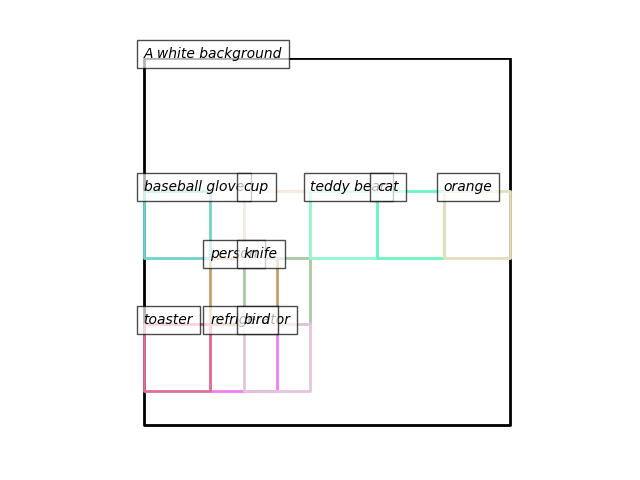 A white background
baseball glove
cup
teddy bear
cat
orange
person
knife
toaster
refrigerator
bird